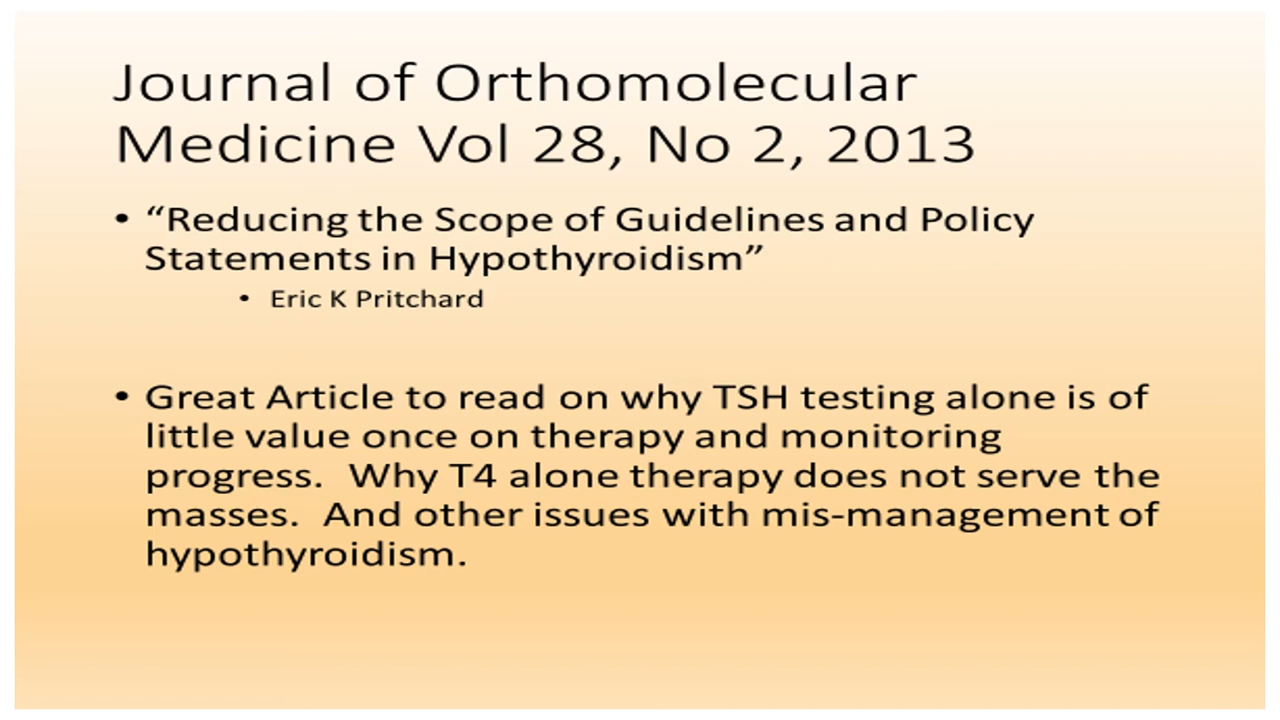 Journal of Orthomolecular
Medicine Vol 28, No 2, 2013
• “Reducing the Scope of Guidelines and Policy
Statements in Hypothyroidism”
• Eric K Pritchard
• Great Article to read on why TSH testing alone is of
little value once on therapy and monitoring
progress.  Why T4 alone therapy does not serve the
masses.  And other issues with mis-management of
hypothyroidism.